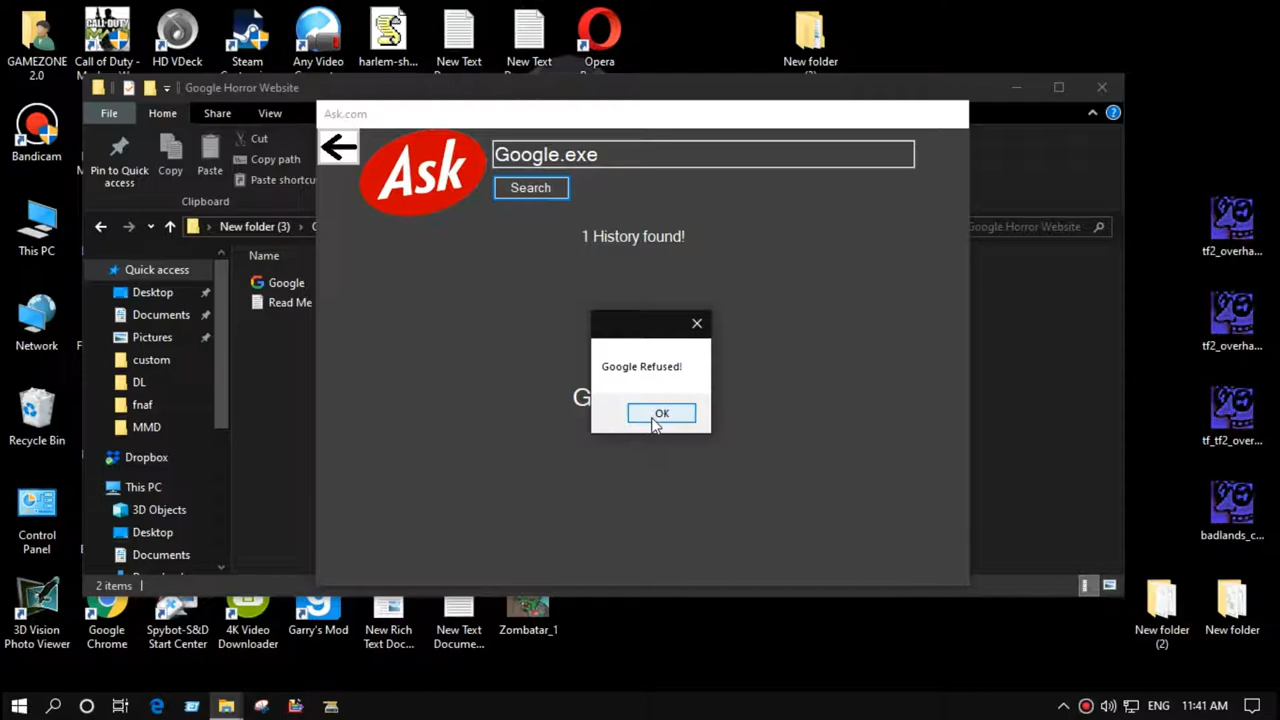 GAMEZONE 2.0
Call of Duty -
HD VDeck
Steam
Any Video
harlem-sh...
New Text
New Text
Opera
New folder
Google Horror Website
File
Home
Share
View
Ask.com
Bandicam
Pin to Quick access
Copy
Paste
Cut
Copy path
Paste shortcu
Clipboard
Ask
Google.exe
Search
1 History found!
New folder (3)
Google Horror Website
This PC
Quick access
Desktop
Documents
Pictures
custom
DL
fnaf
MMD
Dropbox
This PC
3D Objects
Desktop
Documents
Name
Google
Read Me
Google Refused!
OK
G
2 items
Network
Recycle Bin
Control Panel
tf2_overha...
tf2_overha...
tf_tf2_over...
badlands_c...
3D Vision Photo Viewer
Google Chrome
Spybot-S&D Start Center
4K Video Downloader
Garry's Mod
New Rich Text Doc...
New Text Docume...
Zombatar_1
New folder (2)
New folder
ENG
11:41 AM